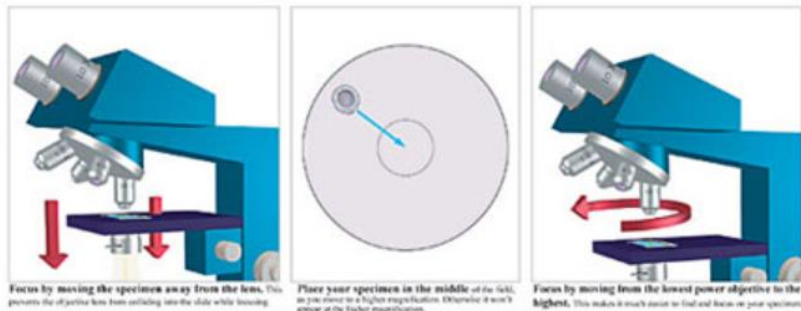 Focus by moving the specimen away from the lens. This
prevents the objective lens from colliding into the slide while focusing.
Place your specimen in the middle of the field,
as you move to a higher magnification. Otherwise it won't
appear at the higher magnification.
Focus by moving from the lowest power objective to the
highest. This makes it much easier to find and focus on your specimen